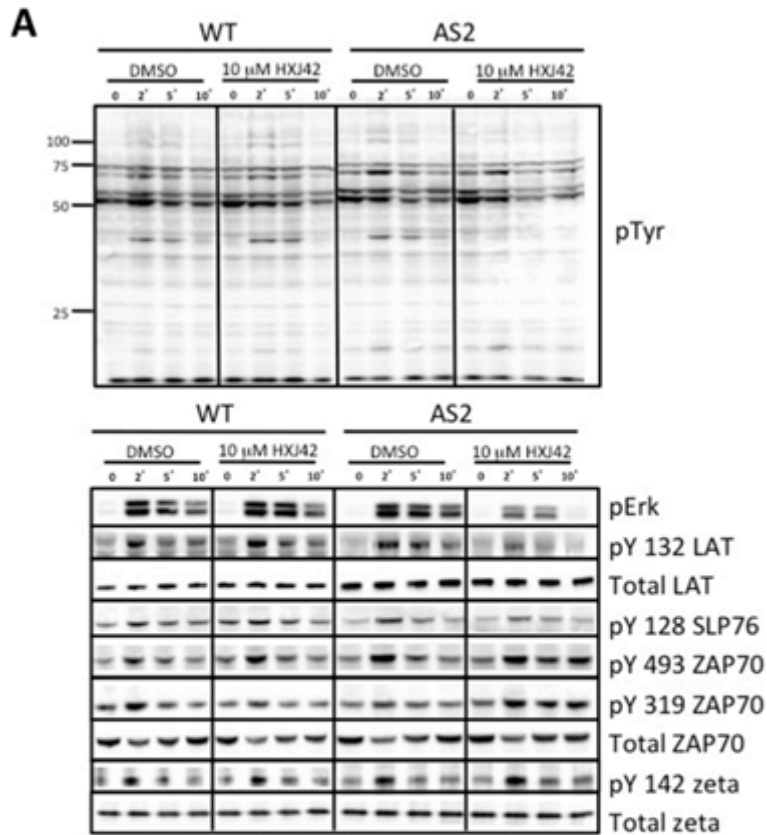 A
WT AS2
DMSO 10 μM HXJ42 DMSO 10 μM HXJ42
0 2' 5' 10' 0 2' 5' 10' 0 2' 5' 10' 0 2' 5' 10'
100
75
50
25
pTyr
WT AS2
DMSO 10 μM HXJ42 DMSO 10 μM HXJ42
0 2' 5' 10' 0 2' 5' 10' 0 2' 5' 10' 0 2' 5' 10'
pErk
pY 132 LAT
Total LAT
pY 128 SLP76
pY 493 ZAP70
pY 319 ZAP70
Total ZAP70
pY 142 zeta
Total zeta